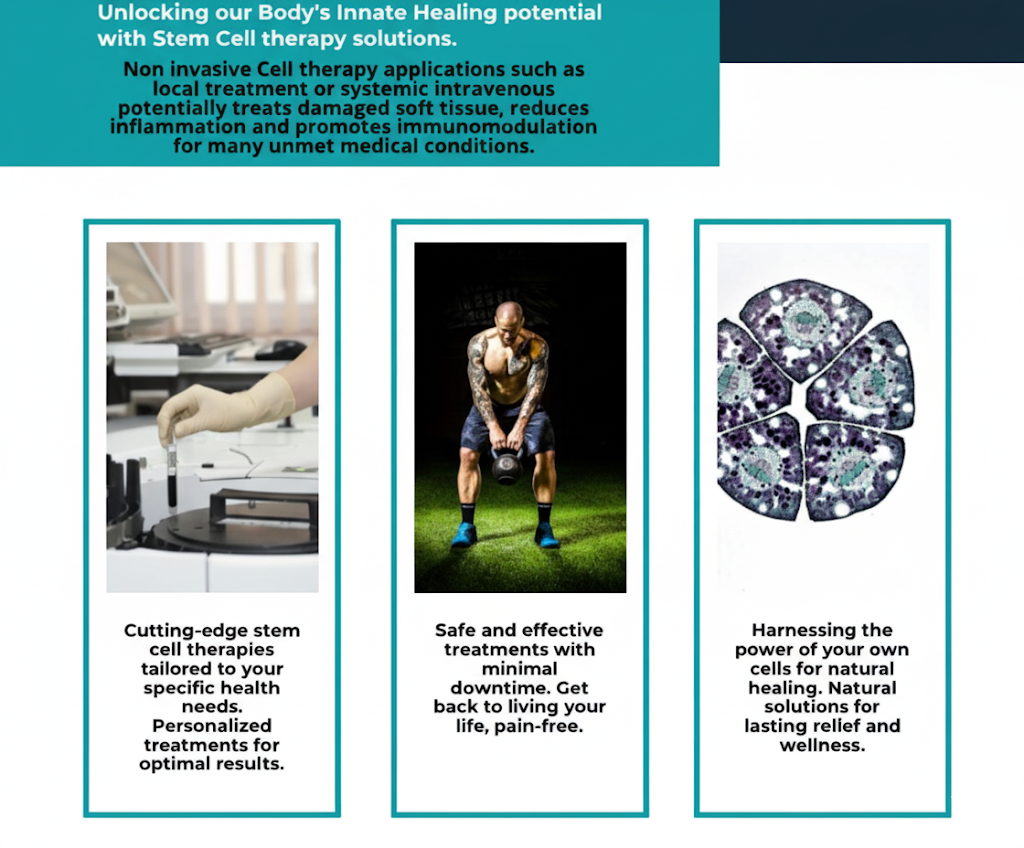 Unlocking our Body's Innate Healing potential
with Stem Cell therapy solutions.
Non invasive Cell therapy applications such as
local treatment or systemic intravenous
potentially treats damaged soft tissue, reduces
inflammation and promotes immunomodulation
for many unmet medical conditions.
Cutting-edge stem
cell therapies
tailored to your
specific health
needs.
Personalized
treatments for
optimal results.
Safe and effective
treatments with
minimal
downtime. Get
back to living your
life, pain-free.
Harnessing the
power of your own
cells for natural
healing. Natural
solutions for
lasting relief and
wellness.